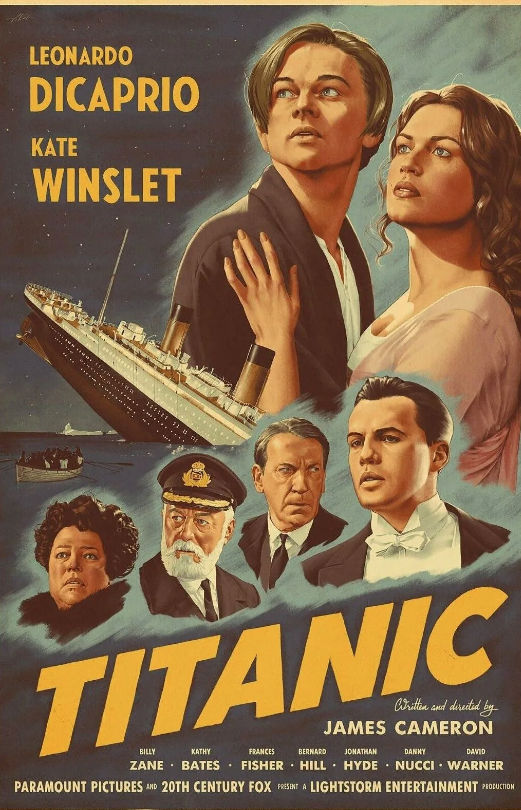 LEONARDO
DICAPRIO
KATE
WINSLET
TITANIC
Written and directed by
JAMES CAMERON
BILLY ZANE · KATHY BATES · FRANCES FISHER · BERNARD HILL · JONATHAN HYDE · DANNY NUCCI · DAVID WARNER
PARAMOUNT PICTURES AND 20TH CENTURY FOX PRESENT A LIGHTSTORM ENTERTAINMENT PRODUCTION